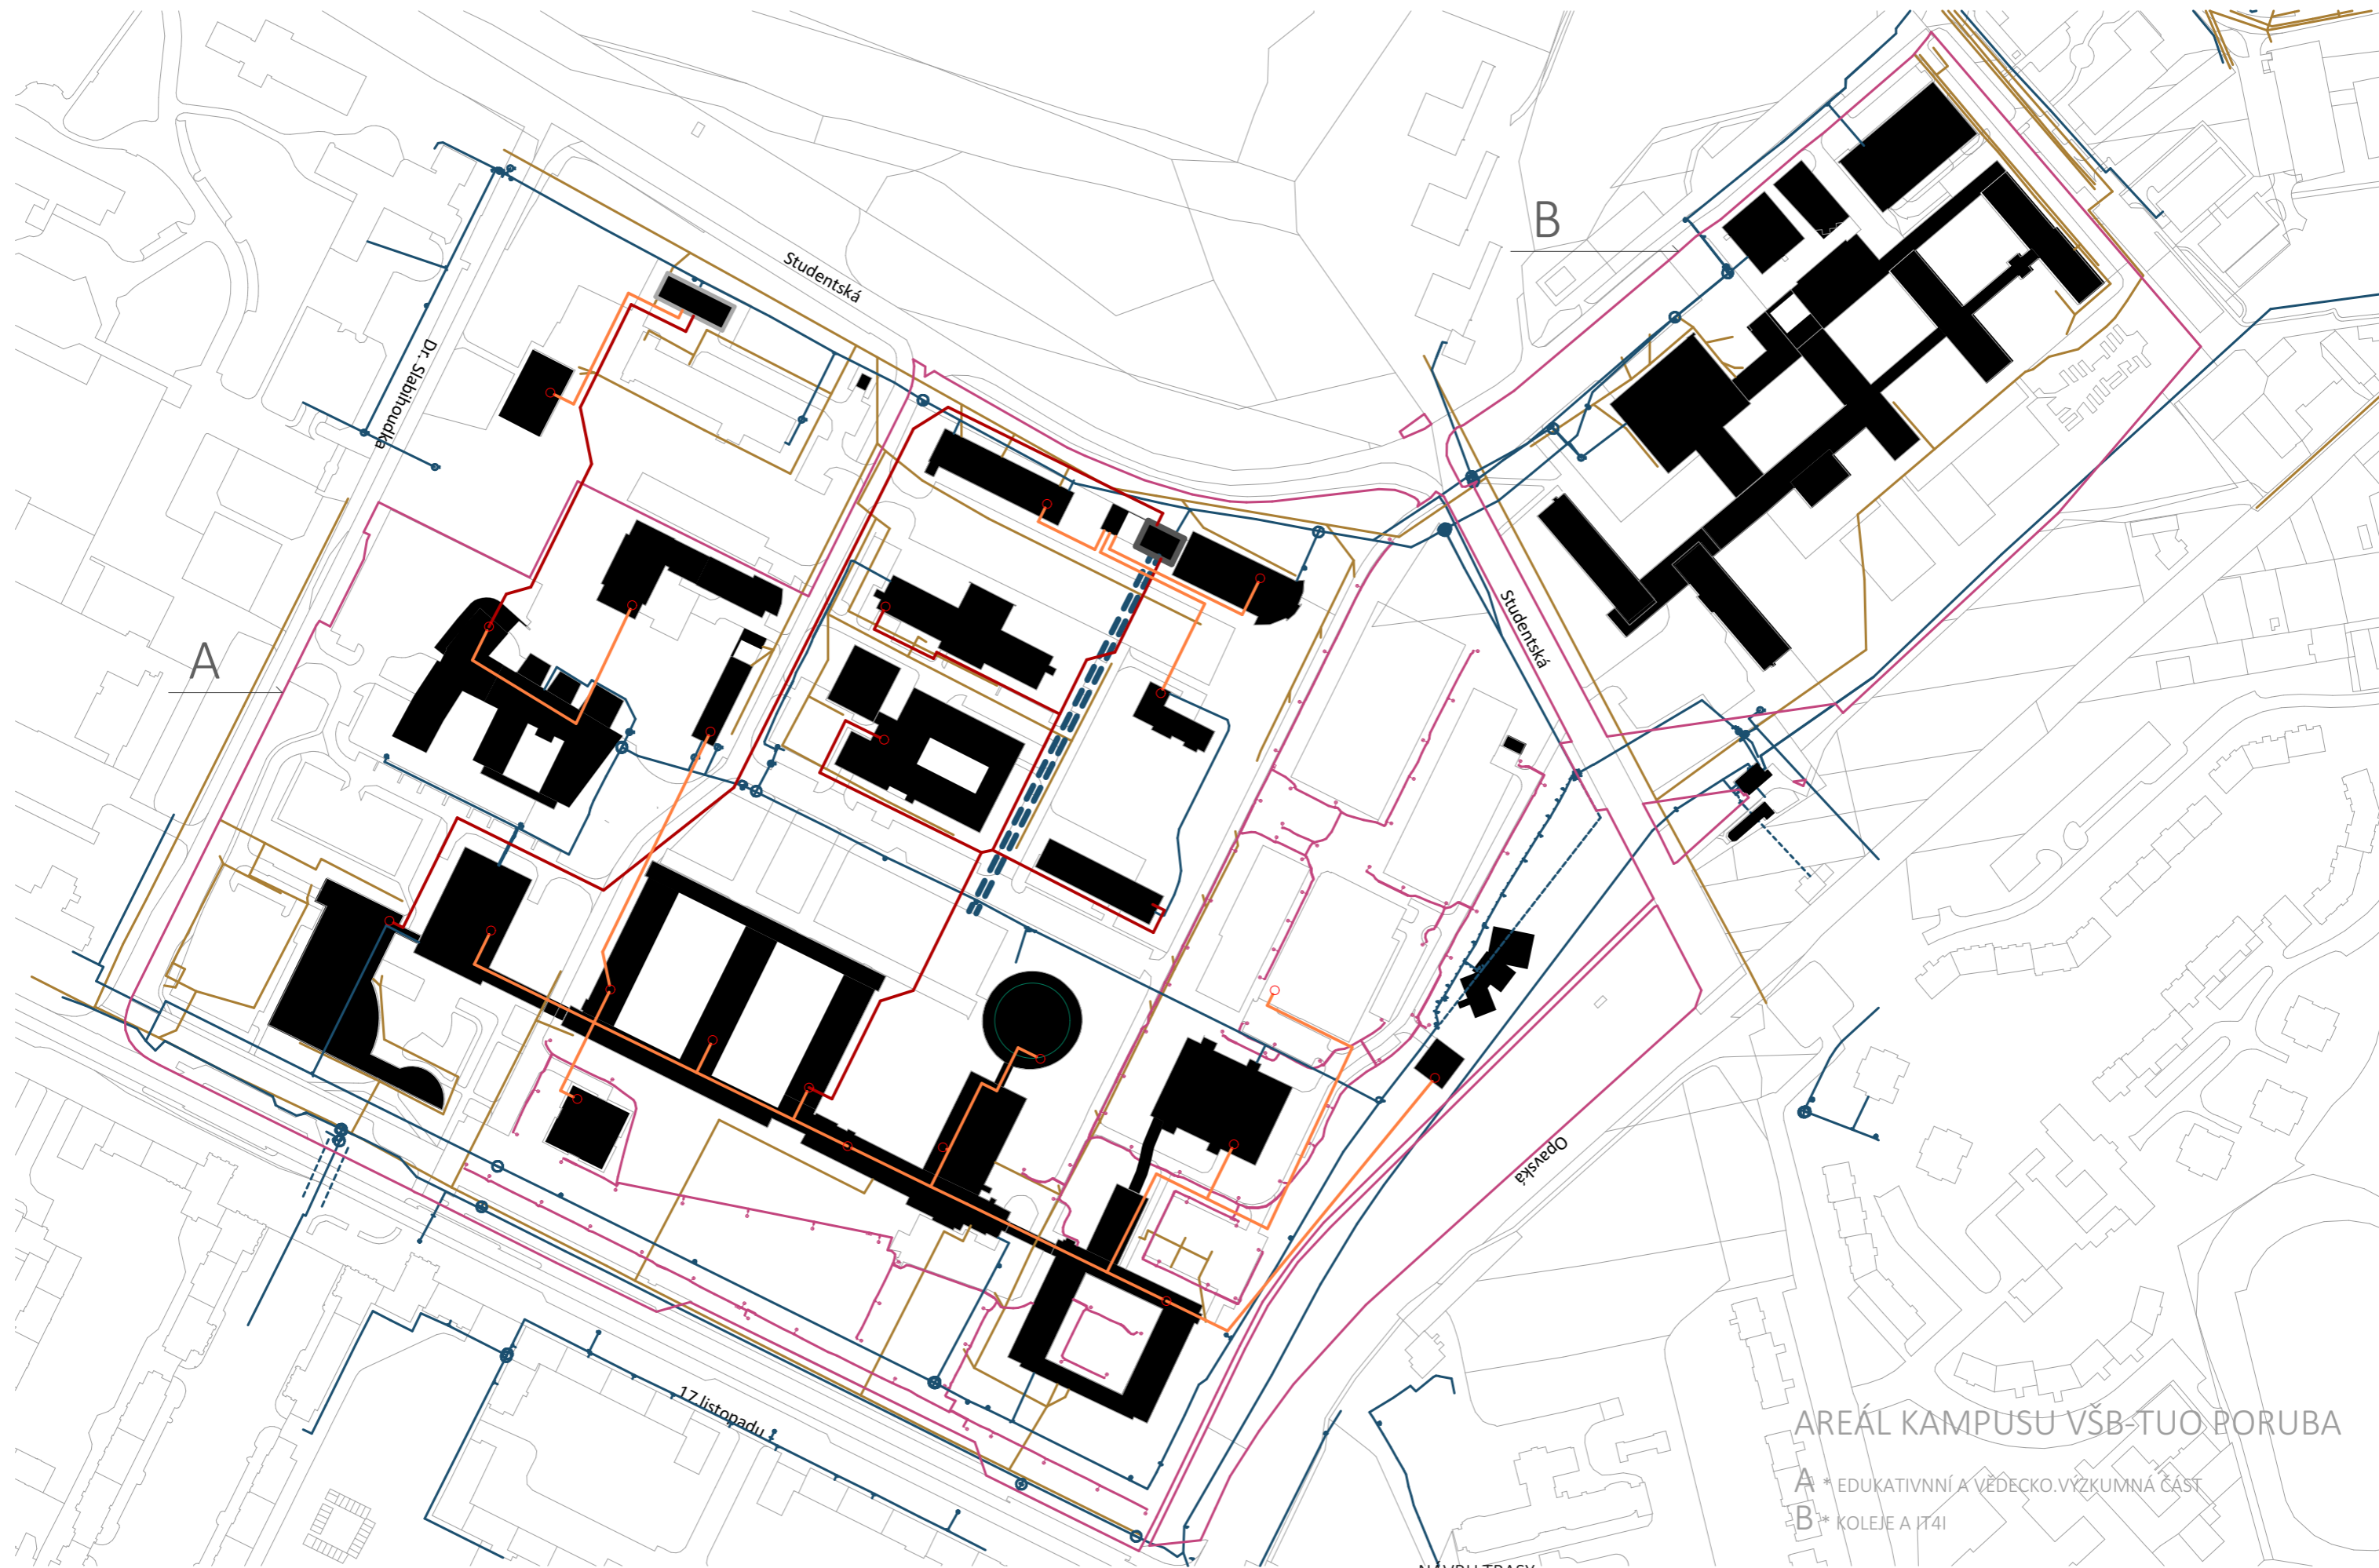 B
Studentská
Dr. Slabihoudka
A
Studentská
Opavská
17.listopadu
AREÁL KAMPUSU VŠB-TUO PORUBA
A * EDUKATIVNNÍ A VĚDECKO.VÝZKUMNÁ ČÁST
B * KOLEJE A IT4I